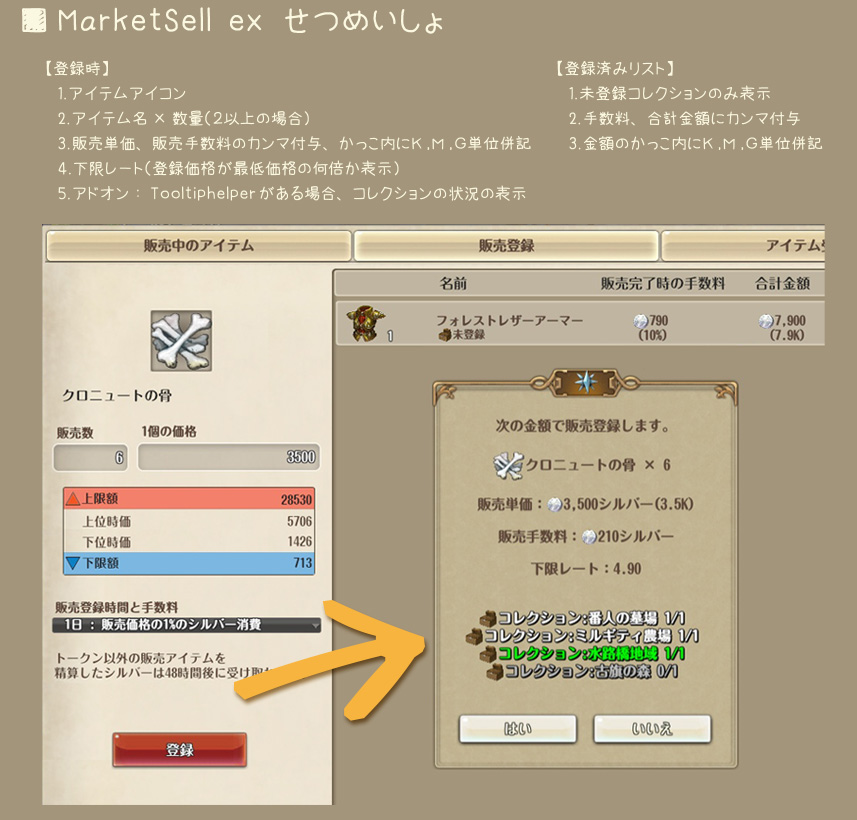 MarketSell ex せつめいしょ
【登録時】
1.アイテムアイコン
2.アイテム名 × 数量(2以上の場合)
3.販売単価、販売手数料のカンマ付与、かっこ内にK,M,G単位併記
4.下限レート(登録価格が最低価格の何倍か表示)
5.アドオン: Tooltiphelperがある場合、コレクションの状況の表示
【登録済みリスト】
1.未登録コレクションのみ表示
2.手数料、合計金額にカンマ付与
3.金額のかっこ内にK,M,G単位併記
販売中のアイテム
販売登録
アイテム
クロニュートの骨
販売数
1個の価格
6
3500
上限額 28530
上位時価 5706
下位時価 1426
下限額 713
販売登録時間と手数料
1日 : 販売価格の1%のシルバー消費
トークン以外の販売アイテムを
精算したシルバーは48時間後に受け取
登録
名前 販売完了時の手数料 合計金額
フォレストレザーアーマー 790 7,900
1 未登録 (10%) (7.9K)
次の金額で販売登録します。
クロニュートの骨 × 6
販売単価:3,500シルバー(3.5K)
販売手数料:210シルバー
下限レート:4.90
コレクション:番人の墓場 1/1
コレクション:ミルギティ農場 1/1
コレクション:水路橋地域 1/1
コレクション:古旗の森 0/1
はい
いいえ